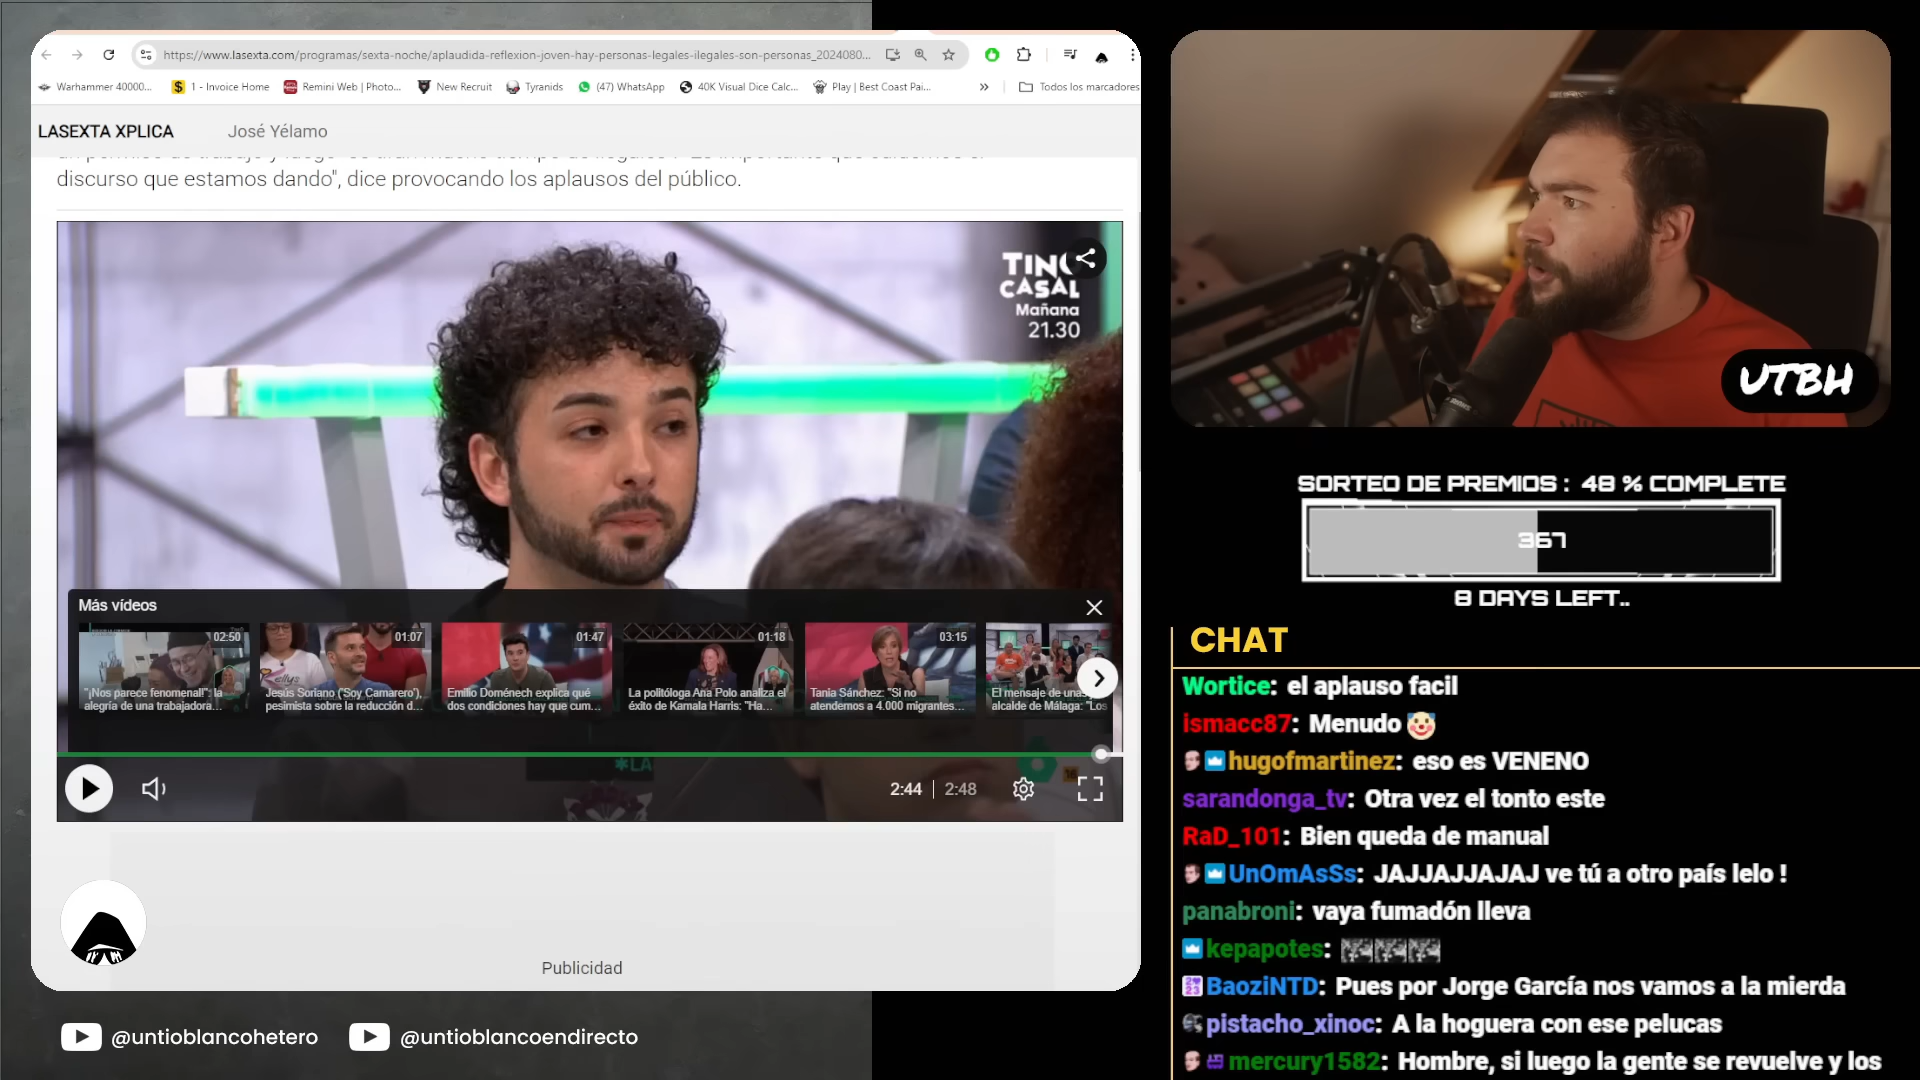 https://www.lasexta.com/programas/sexta-noche/aplaudida-reflexion-joven-hay-personas-legales-ilegales-son-personas_2024080...
Warhammer 40000...
1 - Invoice Home
Remini Web | Photo...
New Recruit
Tyranids
(47) WhatsApp
40K Visual Dice Calc...
Play | Best Coast Pai...
»
Todos los marcadores
LASEXTA XPLICA
José Yélamo
discurso que estamos dando", dice provocando los aplausos del público.
CASAL
Mañana
21.30
Más vídeos
02:50
"¡Nos parece fenomenal!": la
alegría de una trabajadora...
01:07
Jesús Soriano ('Soy Camarero'),
pesimista sobre la reducción d...
01:47
Emilio Doménech explica qué
dos condiciones hay que cum...
01:18
La politóloga Ana Polo analiza el
éxito de Kamala Harris: "Ha...
03:15
Tania Sánchez: "Si no
atendemos a 4.000 migrantes...
El mensaje de unas
alcalde de Málaga: "Los
2:44 | 2:48
Publicidad
@untioblancohetero
@untioblancoendirecto
UTBH
SORTEO DE PREMIOS : 48 % COMPLETE
367
8 DAYS LEFT..
CHAT
Wortice: el aplauso facil
ismacc87: Menudo 🤡
hugofmartinez: eso es VENENO
sarandonga_tv: Otra vez el tonto este
RaD_101: Bien queda de manual
UnOmAsSs: JAJJAJJAJAJ ve tú a otro país lelo !
panabroni: vaya fumadón lleva
kepapotes:
BaoziNTD: Pues por Jorge García nos vamos a la mierda
pistacho_xinoc: A la hoguera con ese pelucas
mercury1582: Hombre, si luego la gente se revuelve y los